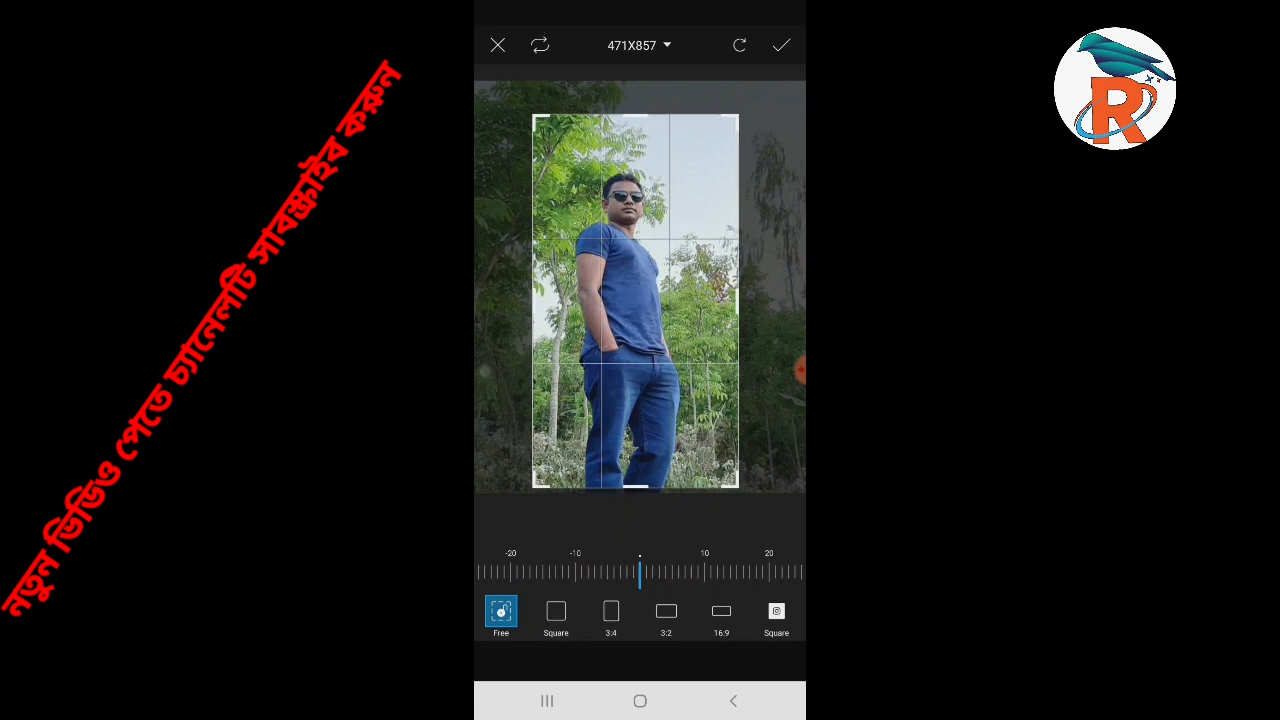 471X857
নতুন ভিডিও পেতে চ্যানেলটি সাবস্ক্রাইব করুন
R
-20 -10 10 20
Free Square 3:4 3:2 16:9 Square